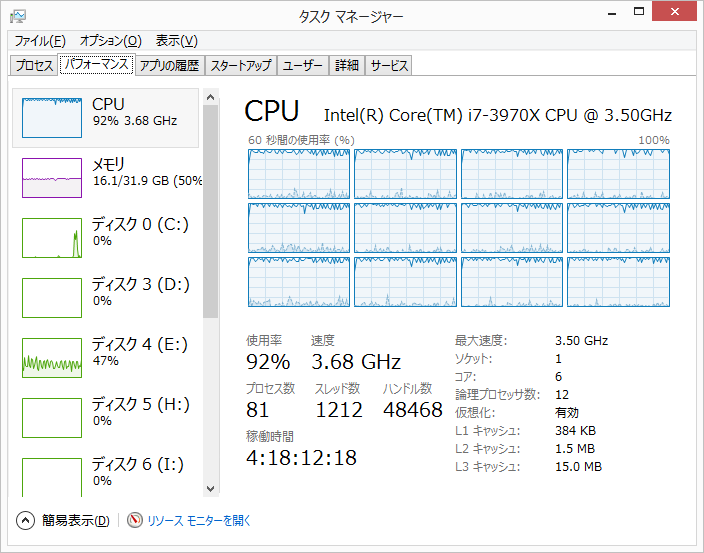 タスク マネージャー
ファイル(F) オプション(O) 表示(V)
プロセス パフォーマンス アプリの履歴 スタートアップ ユーザー 詳細 サービス
CPU
92% 3.68 GHz
メモリ
16.1/31.9 GB (50%
ディスク 0 (C:)
0%
ディスク 3 (D:)
0%
ディスク 4 (E:)
47%
ディスク 5 (H:)
0%
ディスク 6 (I:)
0%
CPU Intel(R) Core(TM) i7-3970X CPU @ 3.50GHz
60 秒間の使用率 (%) 100%
使用率 速度
92% 3.68 GHz
プロセス数 スレッド数 ハンドル数
81 1212 48468
稼働時間
4:18:12:18
最大速度: 3.50 GHz
ソケット: 1
コア: 6
論理プロセッサ数: 12
仮想化: 有効
L1 キャッシュ: 384 KB
L2 キャッシュ: 1.5 MB
L3 キャッシュ: 15.0 MB
簡易表示(D) リソース モニターを開く